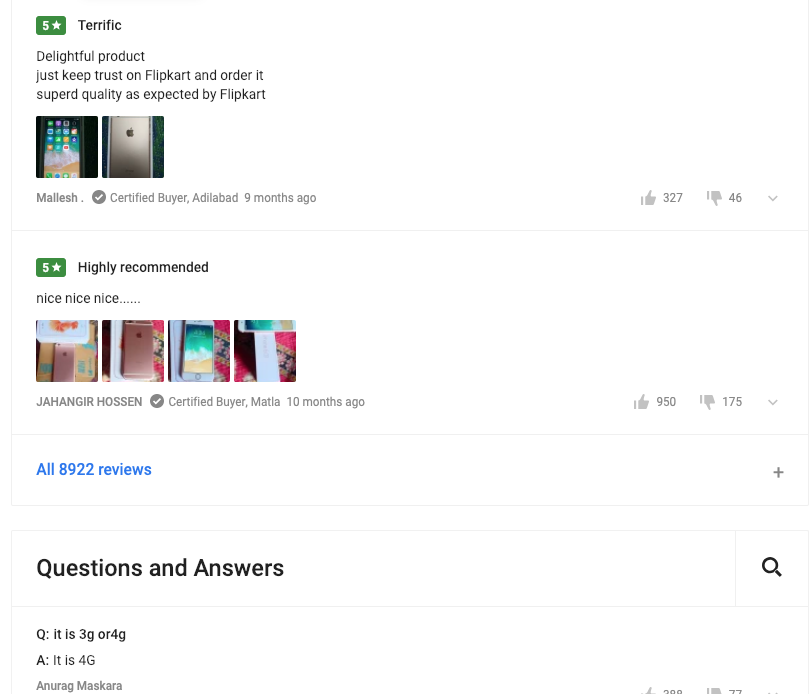 5★ Terrific
Delightful product
just keep trust on Flipkart and order it
superd quality as expected by Flipkart
Mallesh . Certified Buyer, Adilabad 9 months ago 327 46
5★ Highly recommended
nice nice nice......
JAHANGIR HOSSEN Certified Buyer, Matla 10 months ago 950 175
All 8922 reviews +
Questions and Answers
Q: it is 3g or4g
A: It is 4G
Anurag Maskara 388 77